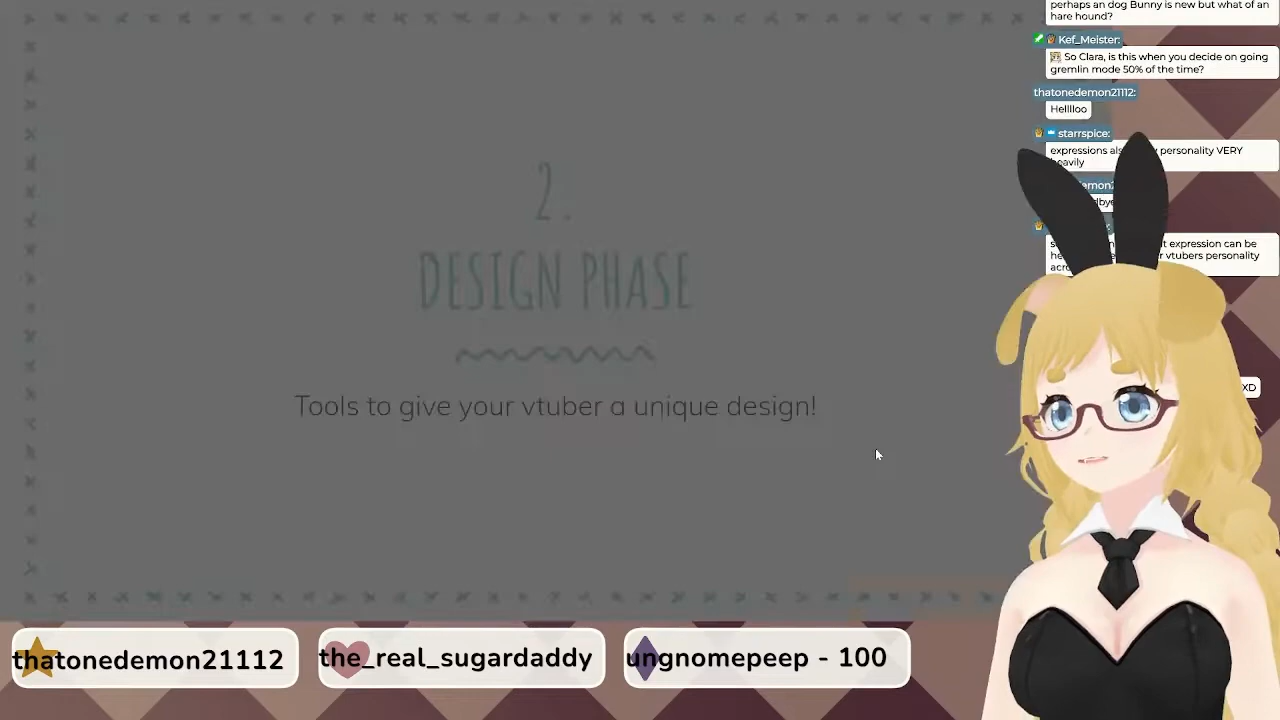 perhaps an dog Bunny is new but what of an
hare hound?
Kef_Meister:
So Clara, is this when you decide on going
gremlin mode 50% of the time?
thatonedemon21112:
Helllloo
starrspice:
expressions personality VERY
heavily
expression can be
vtubers personality
XD
2.
DESIGN PHASE
Tools to give your vtuber a unique design!
thatonedemon21112
the_real_sugardaddy
ungnomepeep - 100